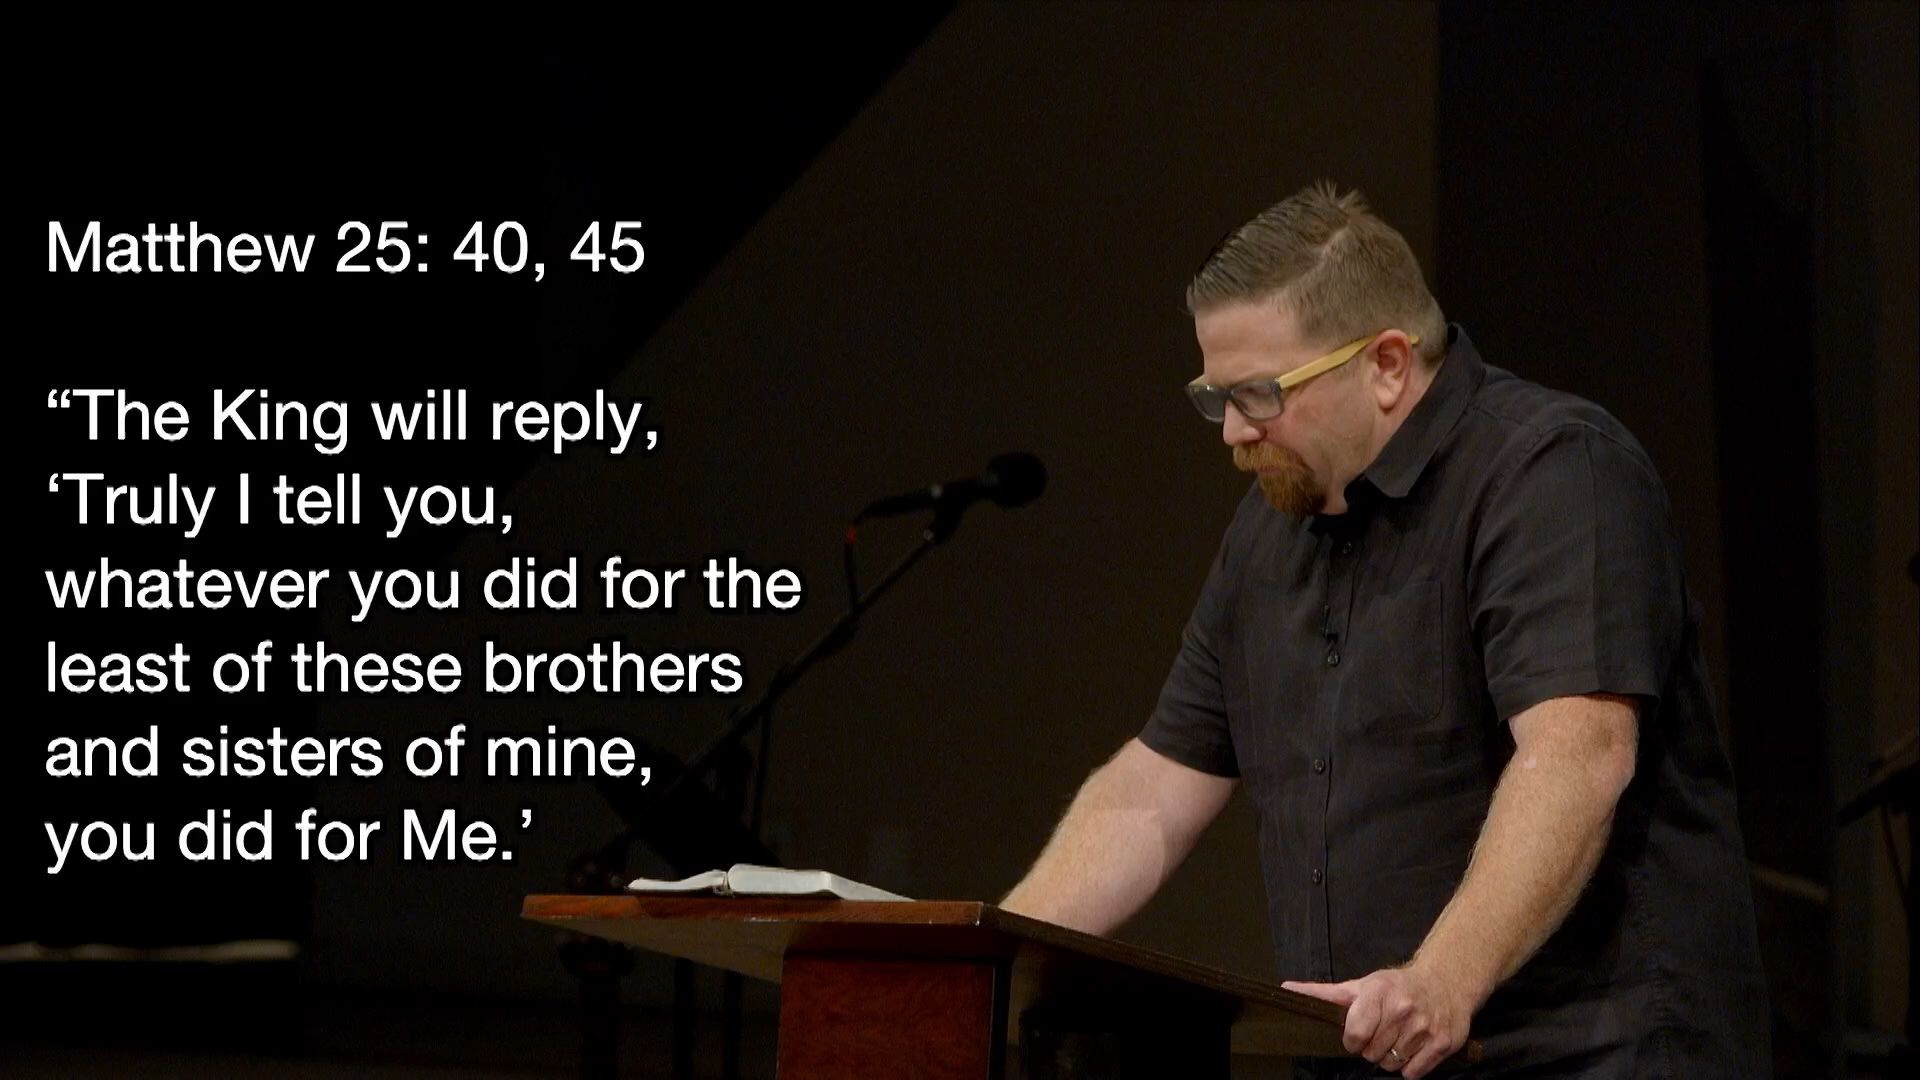 Matthew 25: 40, 45
“The King will reply,
‘Truly I tell you,
whatever you did for the
least of these brothers
and sisters of mine,
you did for Me.’